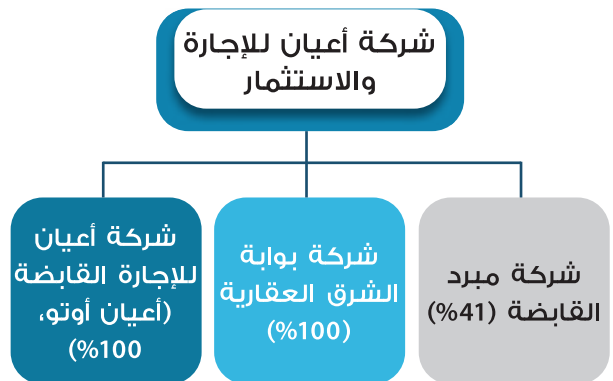 شركة أعيان للإجارة
والاستثمار
شركة مبرد
القابضة (41%)
شركة بوابة
الشرق العقارية
(100%)
شركة أعيان
للإجارة القابضة
(أعيان أوتو،
100%)